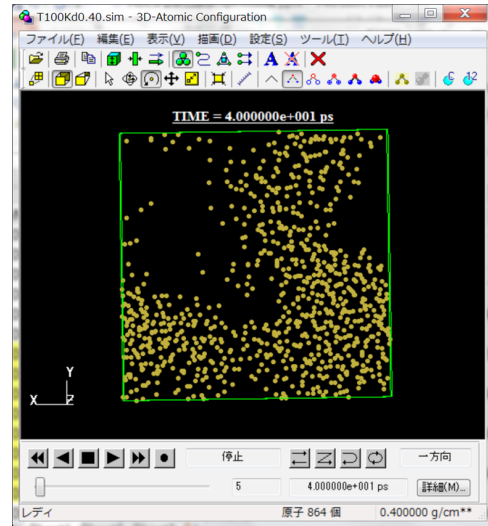 T100Kd0.40.sim - 3D-Atomic Configuration
ファイル(F) 編集(E) 表示(V) 描画(D) 設定(S) ツール(T) ヘルプ(H)
TIME = 4.000000e+001 ps
Y
X Z
停止 一方向
5 4.000000e+001 ps 詳細(M)...
レディ 原子 864 個 0.400000 g/cm**